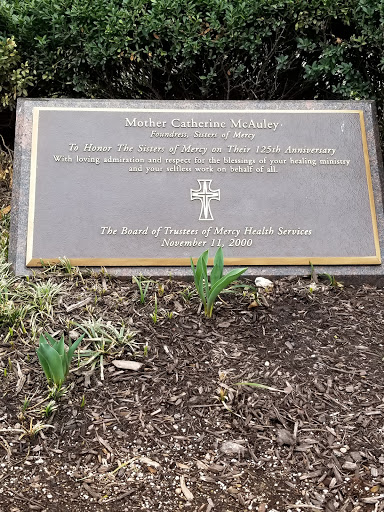 Mother Catherine McAuley
Foundress, Sisters of Mercy
To Honor The Sisters of Mercy on Their 125th Anniversary
With loving admiration and respect for the blessings of your healing ministry
and your selfless work on behalf of all.
The Board of Trustees of Mercy Health Services
November 11, 2000